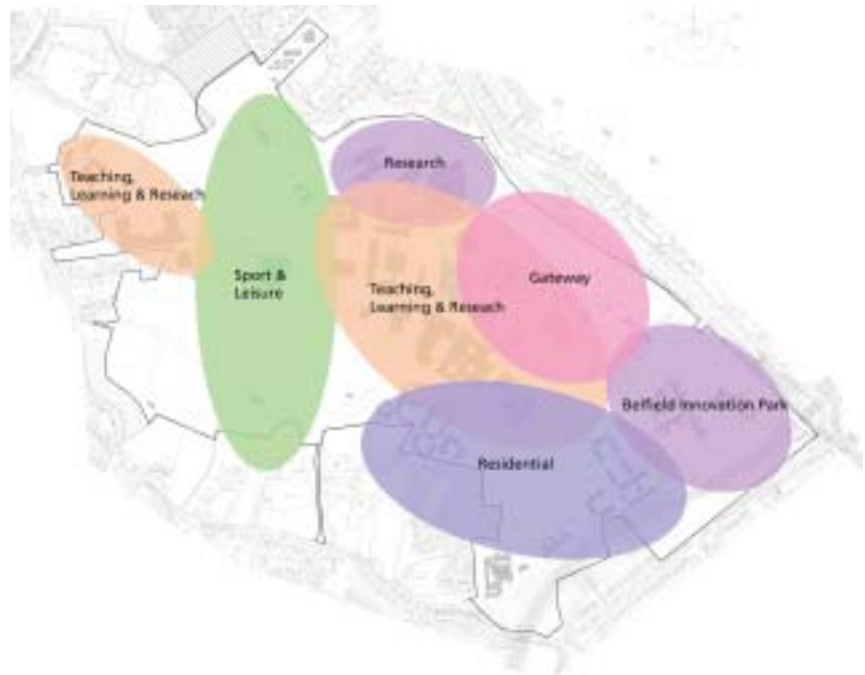 Research
Teaching,
Learning & Reseach
Sport &
Leisure
Teaching,
Learning & Reseach
Gateway
Belfield Innovation Park
Residential